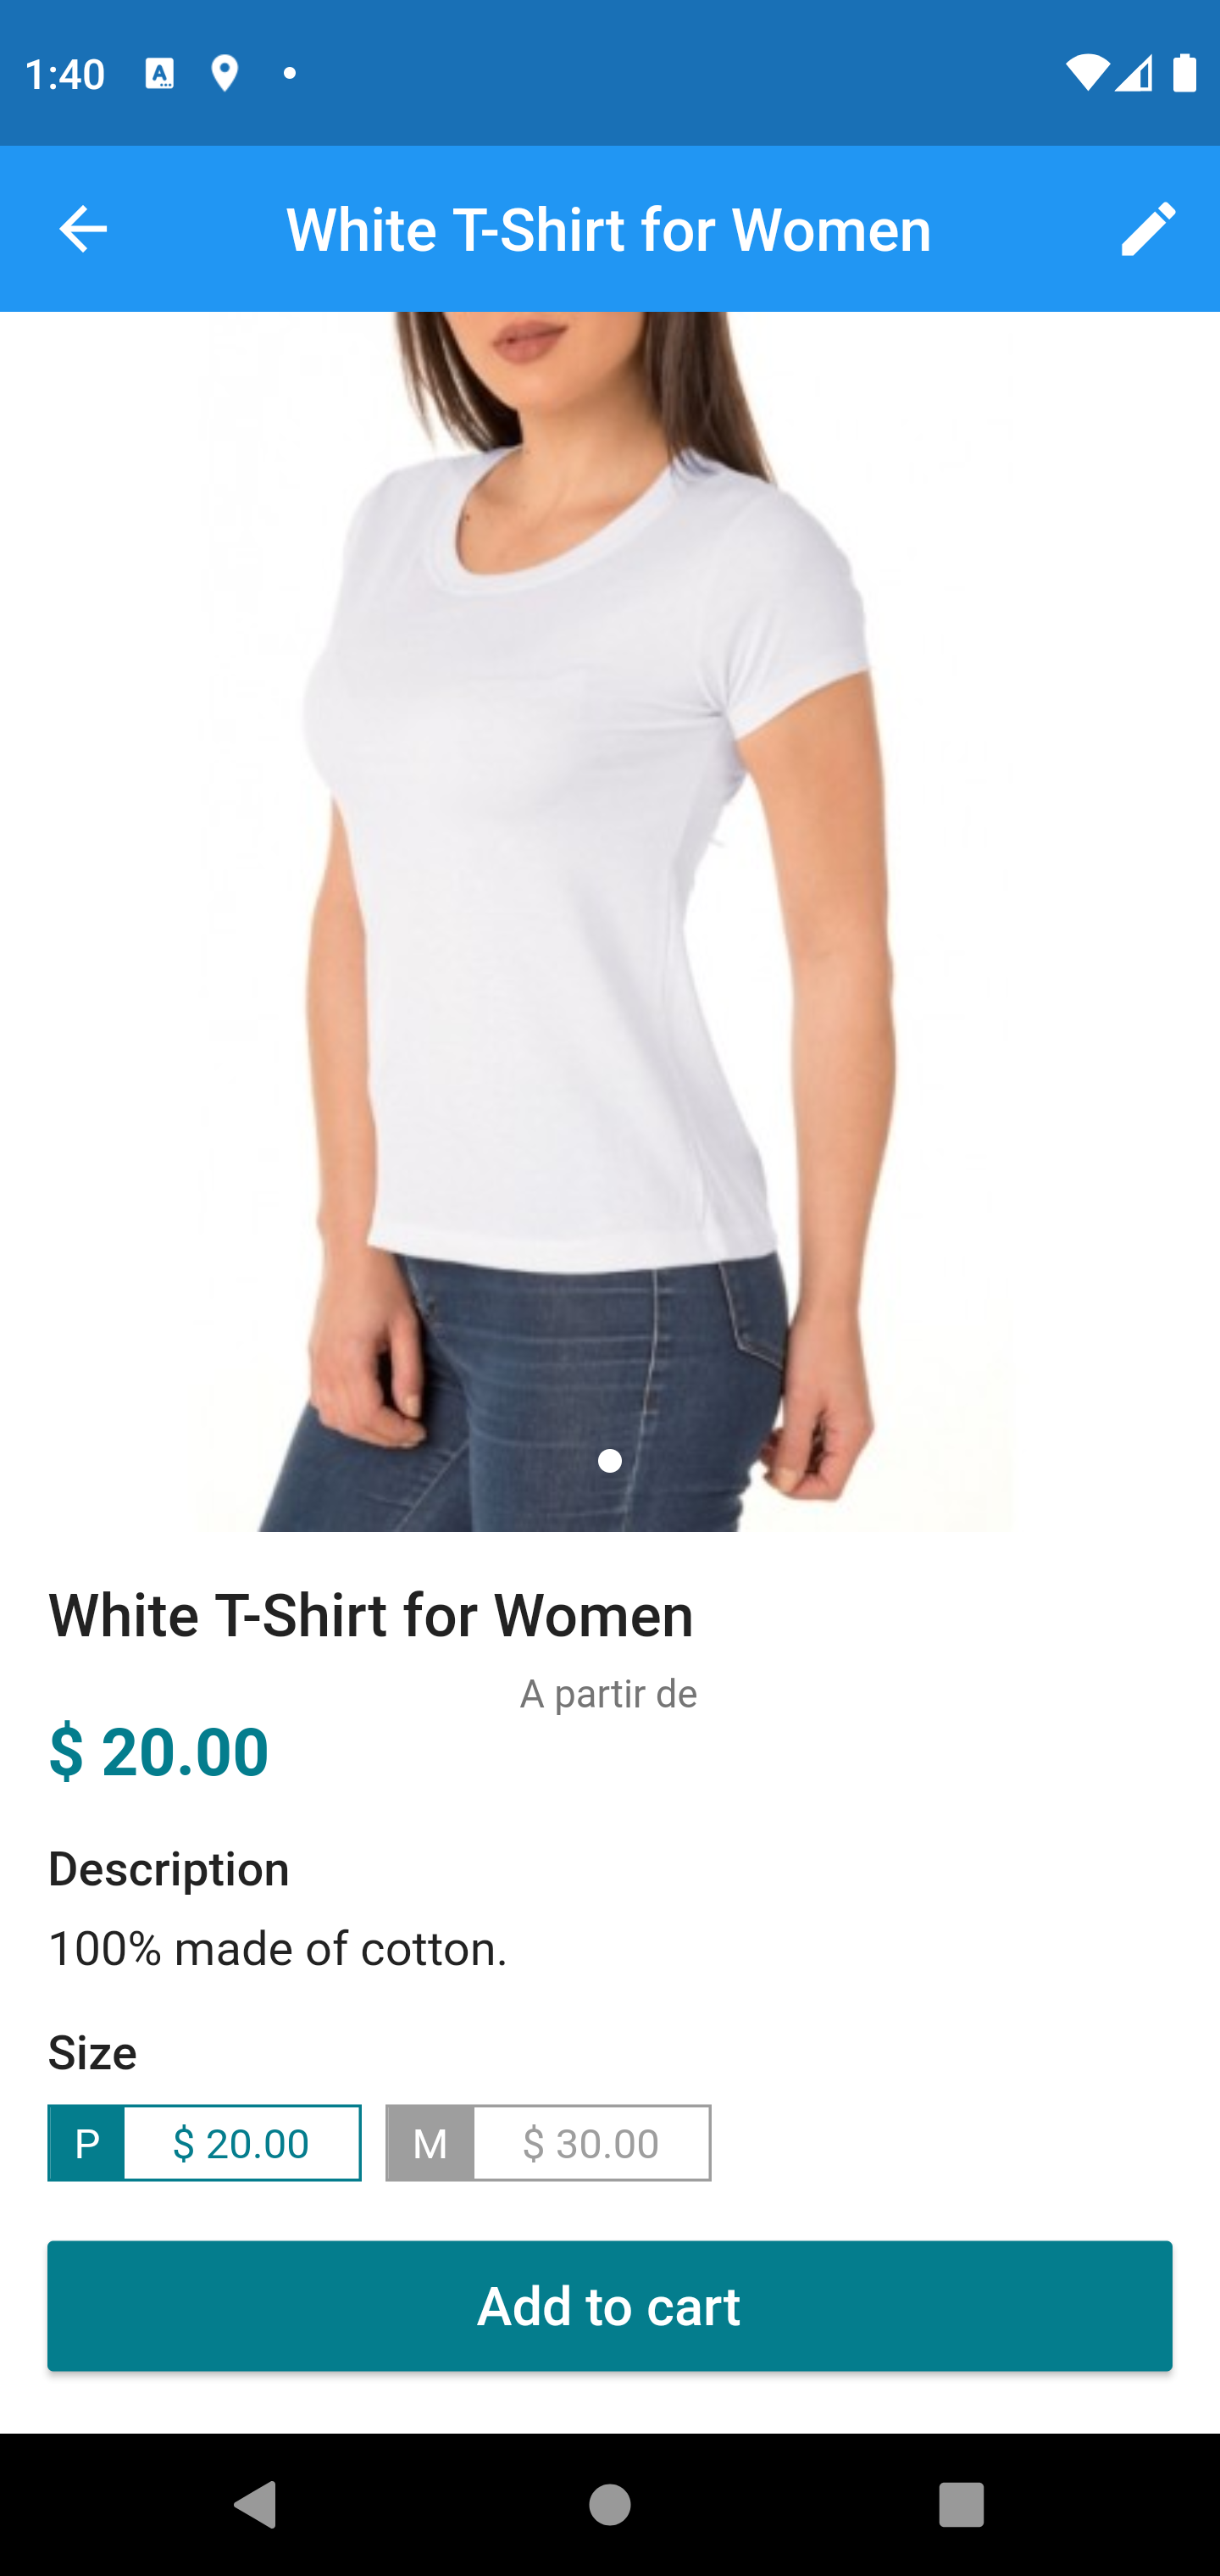 1:40
White T-Shirt for Women
White T-Shirt for Women
A partir de
$ 20.00
Description
100% made of cotton.
Size
P $ 20.00 M $ 30.00
Add to cart